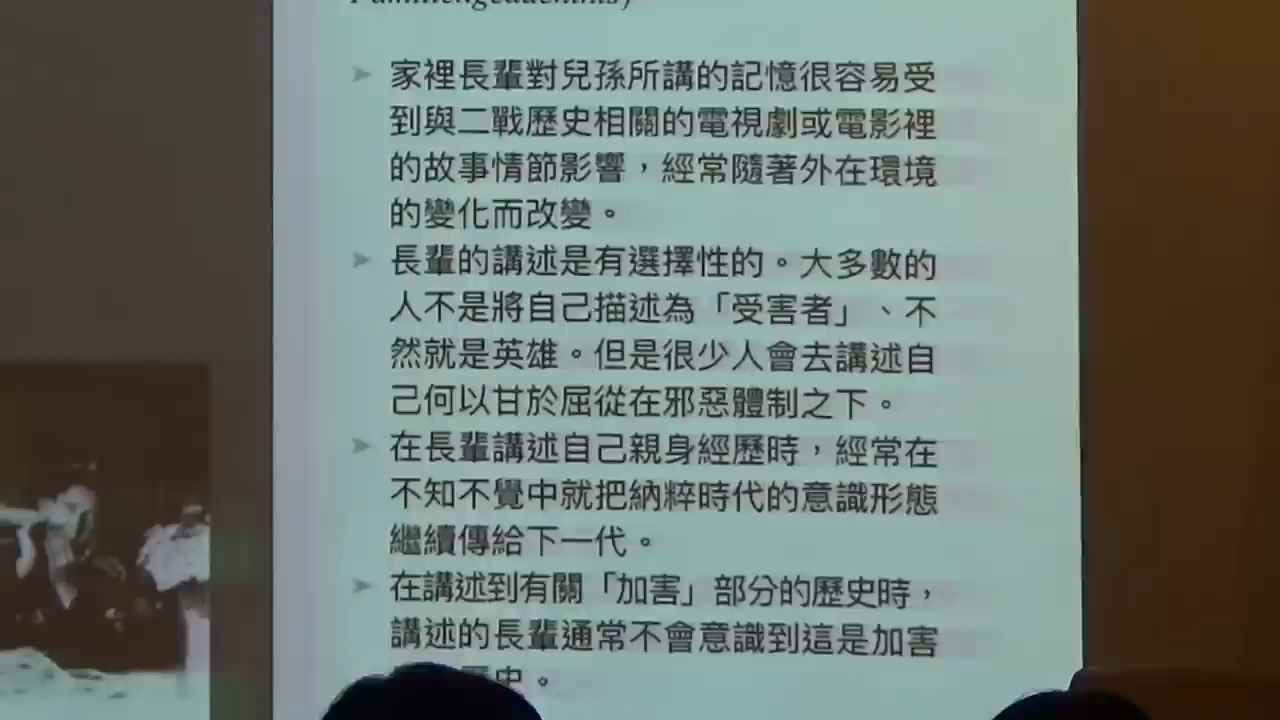 家裡長輩對兒孫所講的記憶很容易受
到與二戰歷史相關的電視劇或電影裡
的故事情節影響，經常隨著外在環境
的變化而改變。
長輩的講述是有選擇性的。大多數的
人不是將自己描述為「受害者」、不
然就是英雄。但是很少人會去講述自
己何以甘於屈從在邪惡體制之下。
在長輩講述自己親身經歷時，經常在
不知不覺中就把納粹時代的意識形態
繼續傳給下一代。
在講述到有關「加害」部分的歷史時，
講述的長輩通常不會意識到這是加害
史。